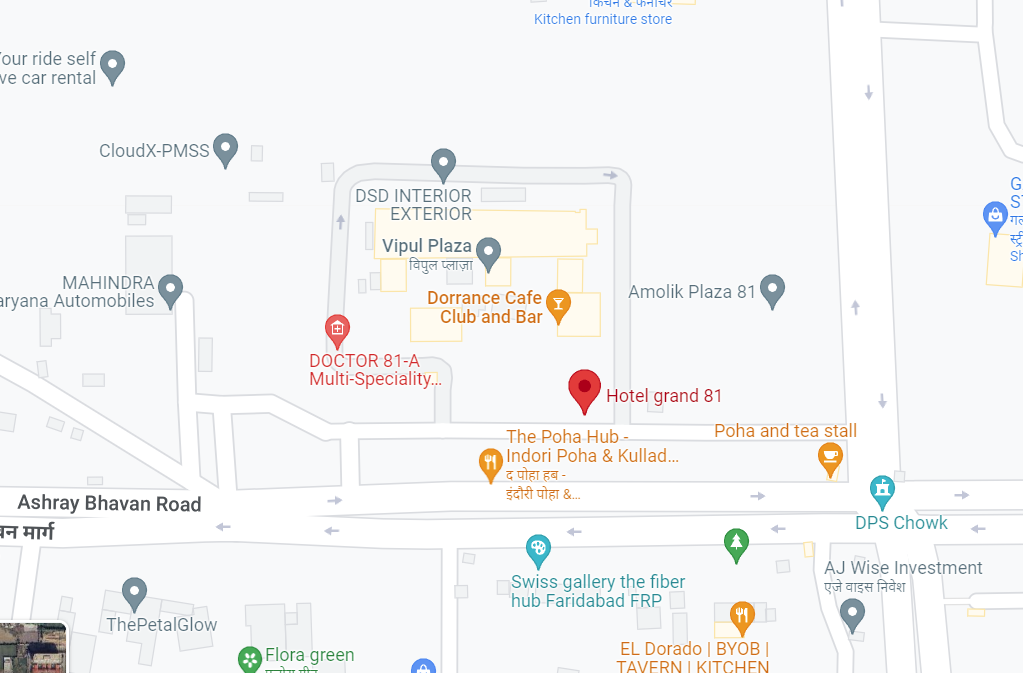 किचन & फर्नीचर
Kitchen furniture store
our ride self
ve car rental
CloudX-PMSS
DSD INTERIOR
EXTERIOR
Vipul Plaza
विपुल प्लाज़ा
MAHINDRA
aryana Automobiles
Dorrance Cafe
Club and Bar
Amolik Plaza 81
DOCTOR 81-A
Multi-Speciality...
Hotel grand 81
The Poha Hub -
Indori Poha & Kullad...
द पोहा हब -
इंदौरी पोहा &...
Poha and tea stall
Ashray Bhavan Road
वन मार्ग
DPS Chowk
Swiss gallery the fiber
hub Faridabad FRP
AJ Wise Investment
एजे वाइस निवेश
ThePetalGlow
Flora green
EL Dorado | BYOB |
TAVERN | KITCHEN